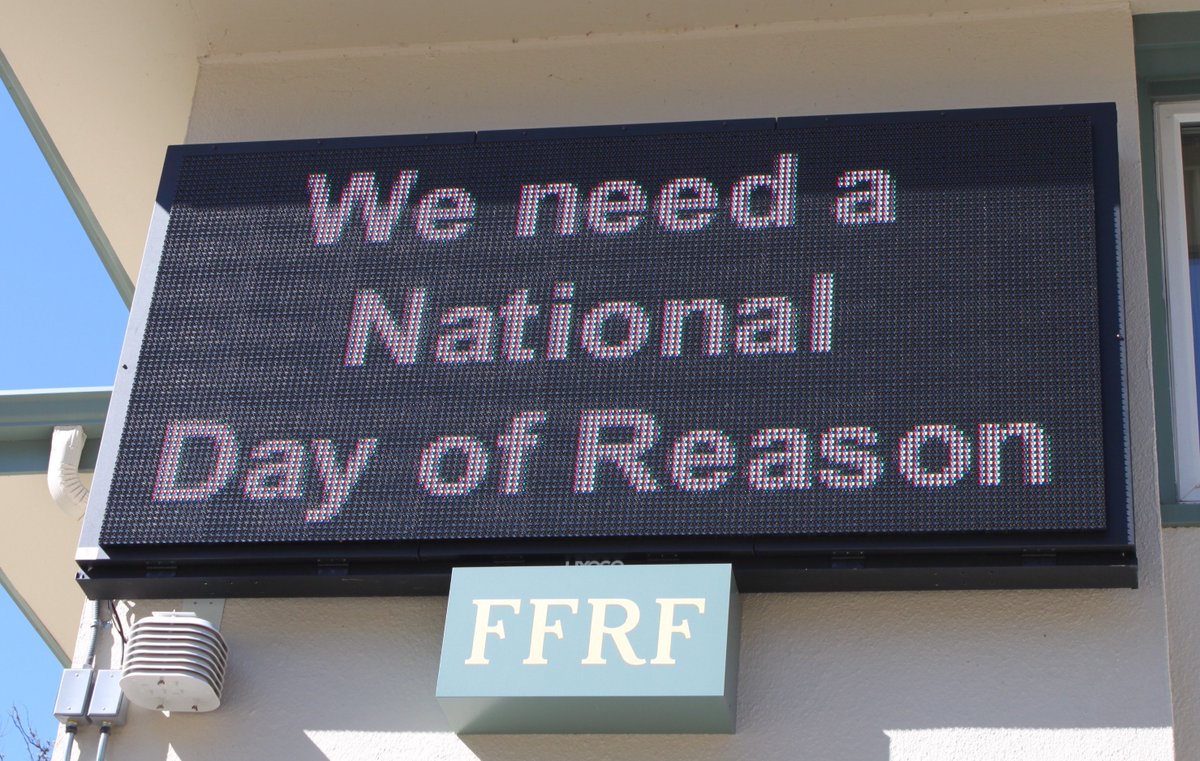 We need a
National
Day of Reason
FFRF